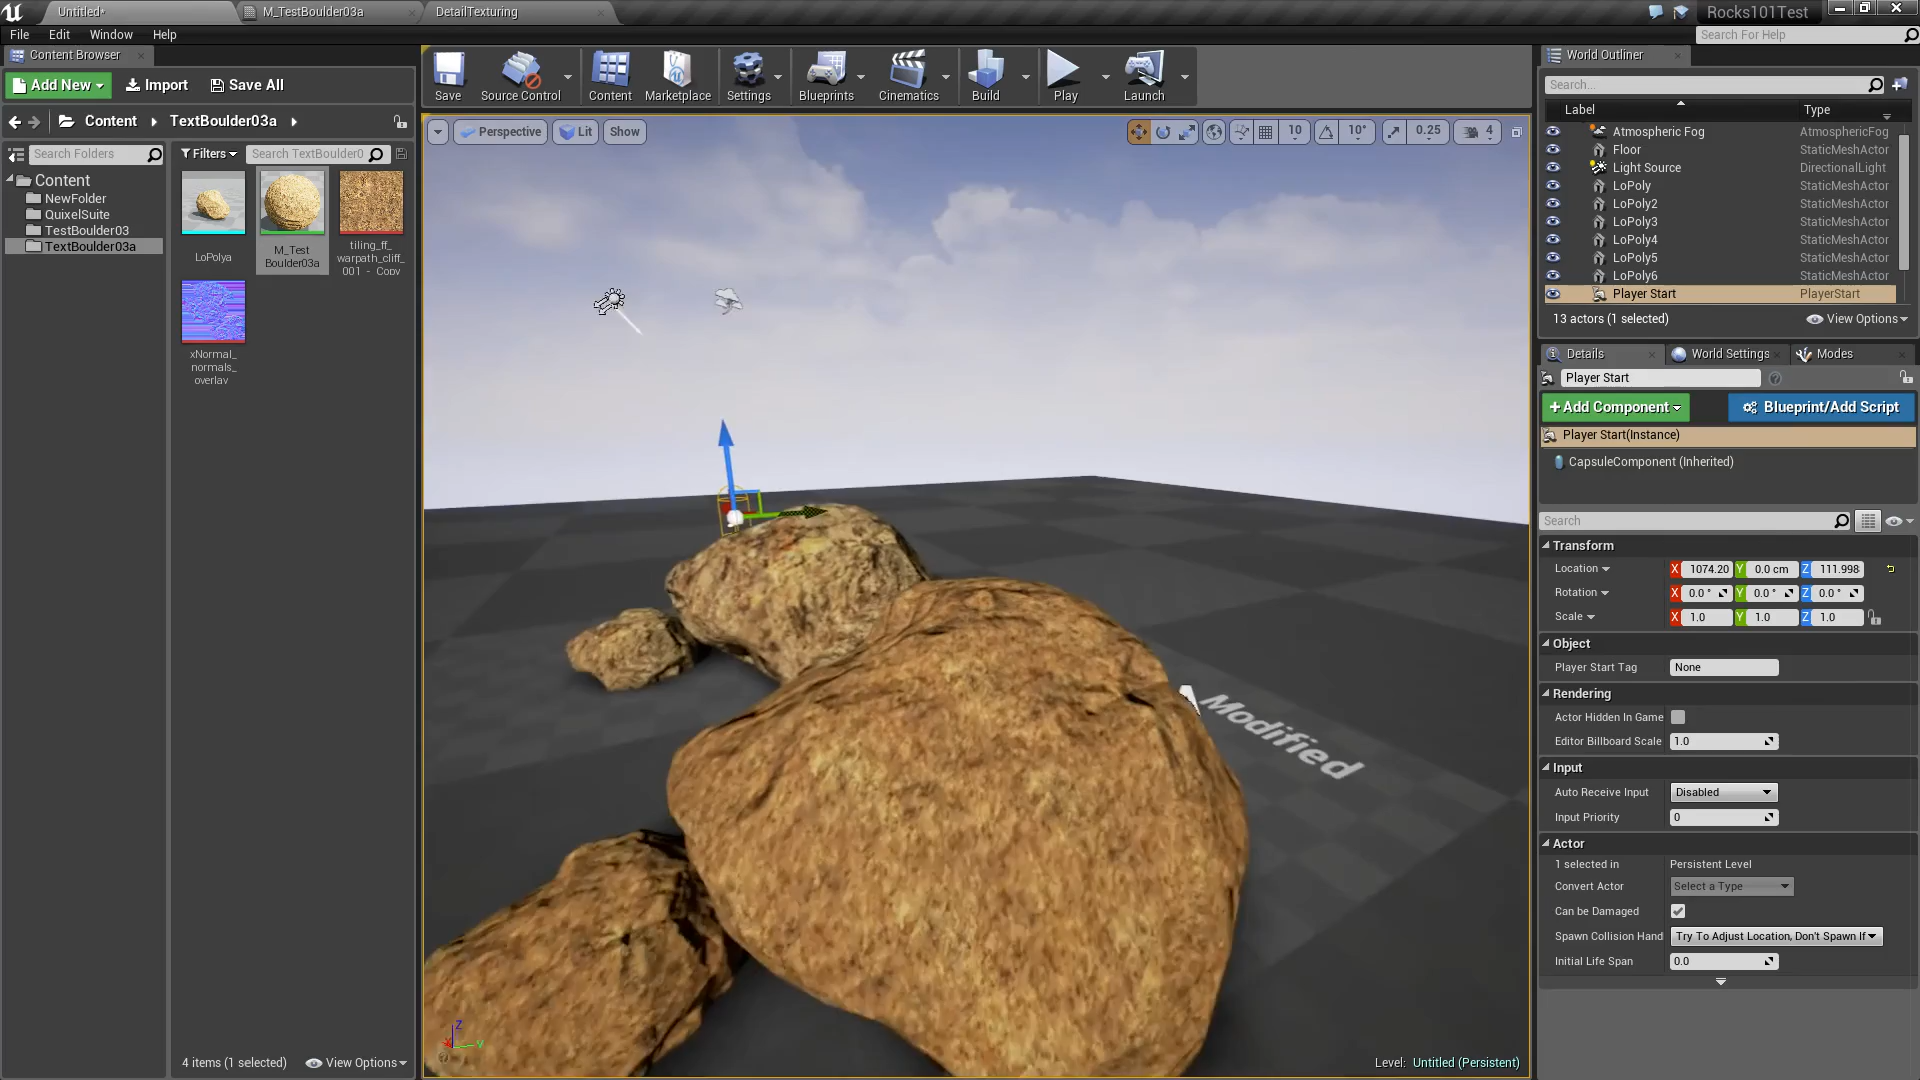 Untitled*
M_TestBoulder03a
DetailTexturing
Rocks101Test
File
Edit
Window
Help
Search For Help
Content Browser
Add New
Import
Save All
Content
TextBoulder03a
Search Folders
Filters
Search TextBoulder0
Content
NewFolder
QuixelSuite
TestBoulder03
TextBoulder03a
LoPolya
M_Test
Boulder03a
tiling_ff_
warpath_cliff_
001 - Copy
xNormal_
normals_
overlay
4 items (1 selected)
View Options
Save
Source Control
Content
Marketplace
Settings
Blueprints
Cinematics
Build
Play
Launch
Perspective
Lit
Show
10
10°
0.25
4
Modified
Z
X
Y
Level: Untitled (Persistent)
World Outliner
Search...
Label
Type
Atmospheric Fog
AtmosphericFog
Floor
StaticMeshActor
Light Source
DirectionalLight
LoPoly
StaticMeshActor
LoPoly2
StaticMeshActor
LoPoly3
StaticMeshActor
LoPoly4
StaticMeshActor
LoPoly5
StaticMeshActor
LoPoly6
StaticMeshActor
Player Start
PlayerStart
13 actors (1 selected)
View Options
Details
World Settings
Modes
Player Start
+Add Component
Blueprint/Add Script
Player Start(Instance)
CapsuleComponent (Inherited)
Search
Transform
Location
X 1074.20 Y 0.0 cm Z 111.998
Rotation
X 0.0 ° Y 0.0 ° Z 0.0 °
Scale
X 1.0 Y 1.0 Z 1.0
Object
Player Start Tag
None
Rendering
Actor Hidden In Game
Editor Billboard Scale
1.0
Input
Auto Receive Input
Disabled
Input Priority
0
Actor
1 selected in
Persistent Level
Convert Actor
Select a Type
Can be Damaged
Spawn Collision Hand
Try To Adjust Location, Don't Spawn If
Initial Life Span
0.0